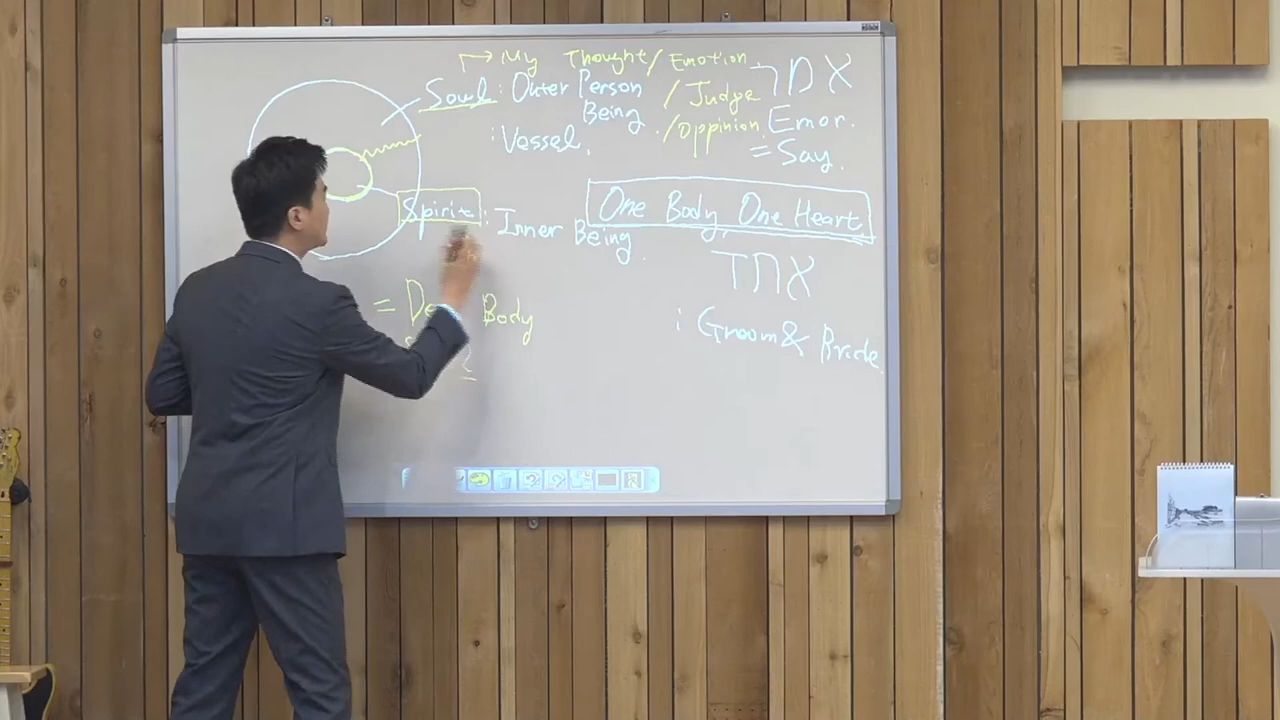 → My Thought / Emotion
Soul : Outer Person
Being
/ Judge
: Vessel.
/ Oppinion
אמר
Emor.
= Say.
Spirit : Inner Being.
One Body, One Heart.
אחד
: Groom & Bride.
= De Body